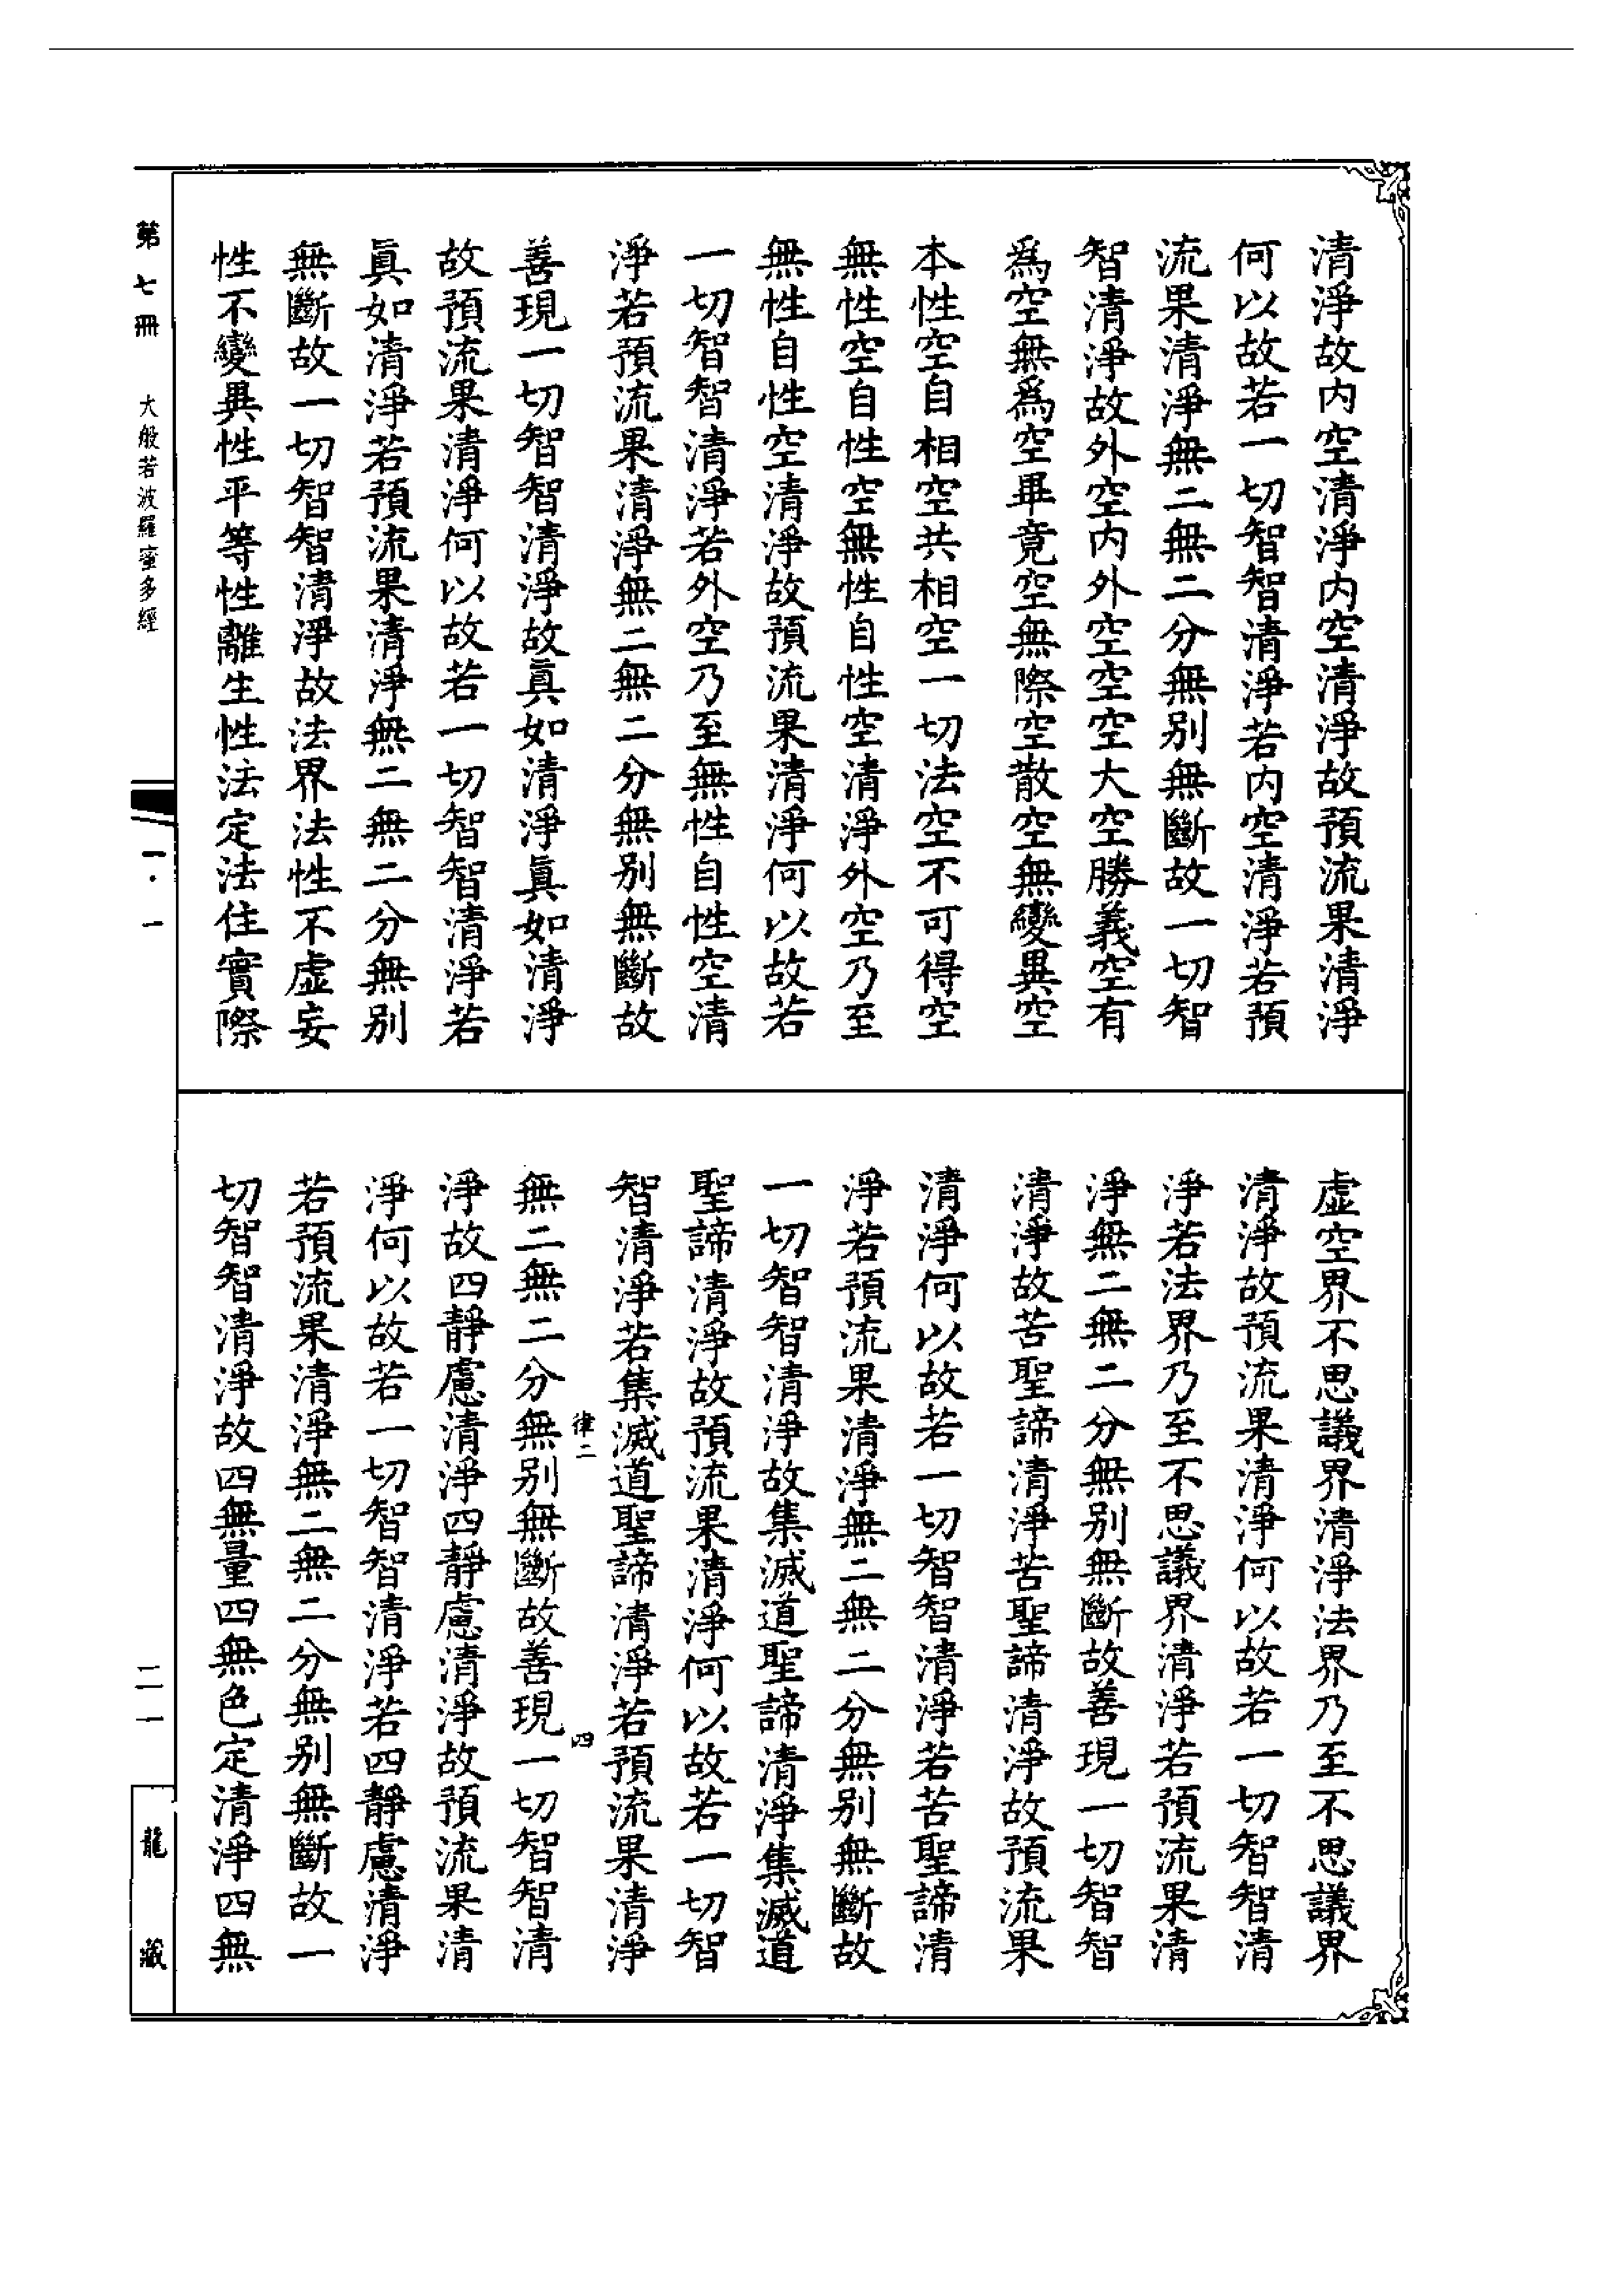 清淨故內空清淨內空清淨故預流果清淨
何以故若一切智智清淨若內空清淨若預
流果清淨無二無二分無別無斷故一切智
智清淨故外空內外空空空大空勝義空有
爲空無爲空畢竟空無際空散空無變異空
本性空自相空共相空一切法空不可得空
無性空自性空無性自性空清淨外空乃至
無性自性空清淨故預流果清淨何以故若
一切智智清淨若外空乃至無性自性空清
淨若預流果清淨無二無二分無別無斷故
善現一切智智清淨故眞如清淨眞如清淨
故預流果清淨何以故若一切智智清淨若
眞如清淨若預流果清淨無二無二分無別
無斷故一切智智清淨故法界法性不虛妄
性不變異性平等性離生性法定法住實際
虛空界不思議界清淨法界乃至不思議界
清淨故預流果清淨何以故若一切智智清
淨若法界乃至不思議界清淨若預流果清
淨無二無二分無別無斷故善現一切智智
清淨故苦聖諦清淨苦聖諦清淨故預流果
清淨何以故若一切智智清淨若苦聖諦清
淨若預流果清淨無二無二分無別無斷故
一切智智清淨故集滅道聖諦清淨集滅道
聖諦清淨故預流果清淨何以故若一切智
智清淨若集滅道聖諦清淨若預流果清淨
律二 四
無二無二分無別無斷故善現一切智智清
淨故四靜慮清淨四靜慮清淨故預流果清
淨何以故若一切智智清淨若四靜慮清淨
若預流果清淨無二無二分無別無斷故一
切智智清淨故四無量四無色定清淨四無
第七冊 大般若波羅蜜多經
一·一
二一
龍藏